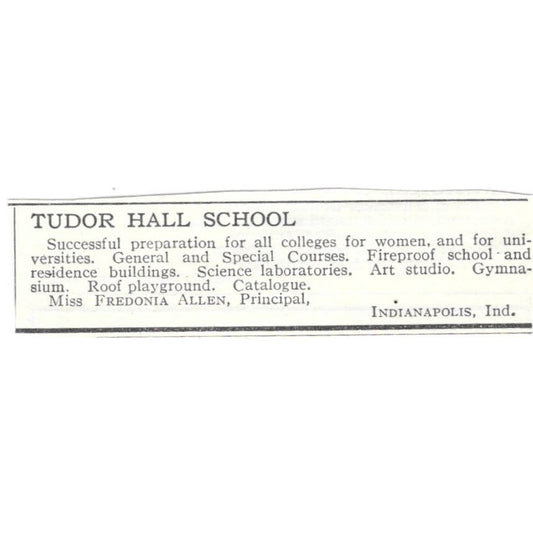 TUDOR HALL SCHOOL
Successful preparation for all colleges for women, and for uni-
versities. General and Special Courses. Fireproof school and
residence buildings. Science laboratories. Art studio. Gymna-
sium. Roof playground. Catalogue.
Miss FREDONIA ALLEN, Principal,
INDIANAPOLIS, Ind.